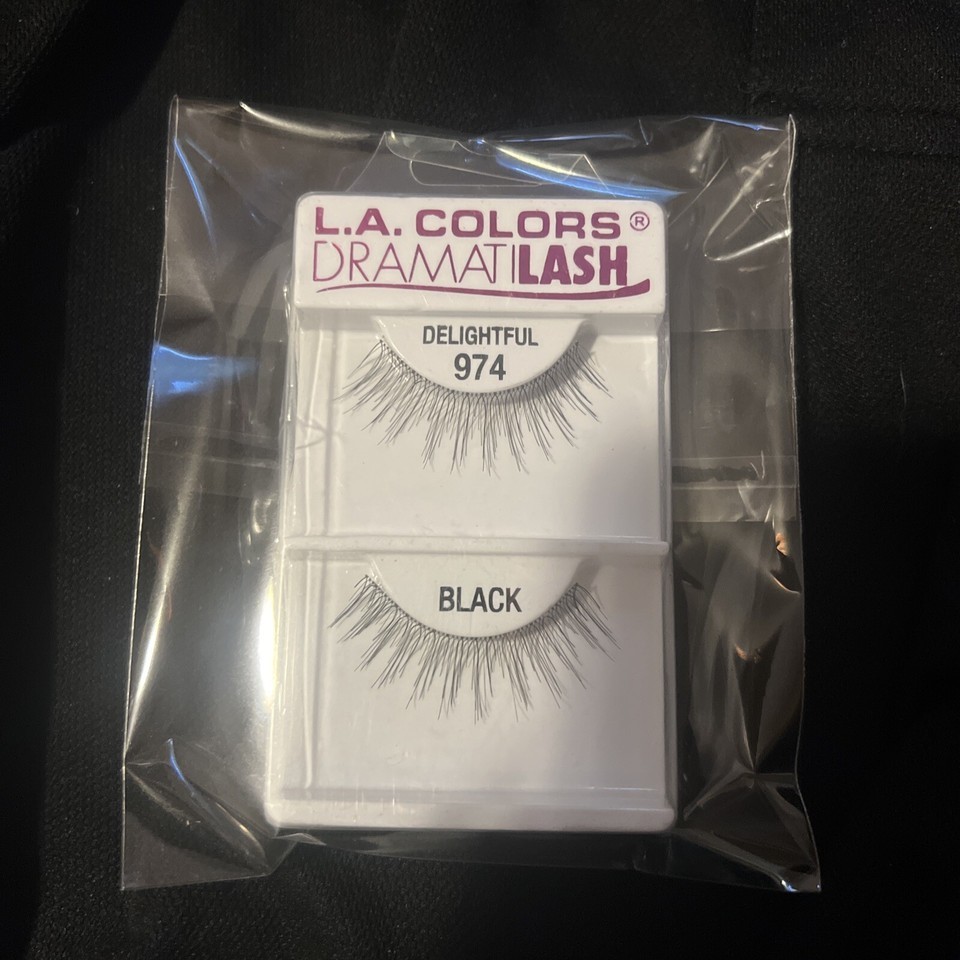 L.A. COLORS®
DRAMATILASH
DELIGHTFUL
974
BLACK